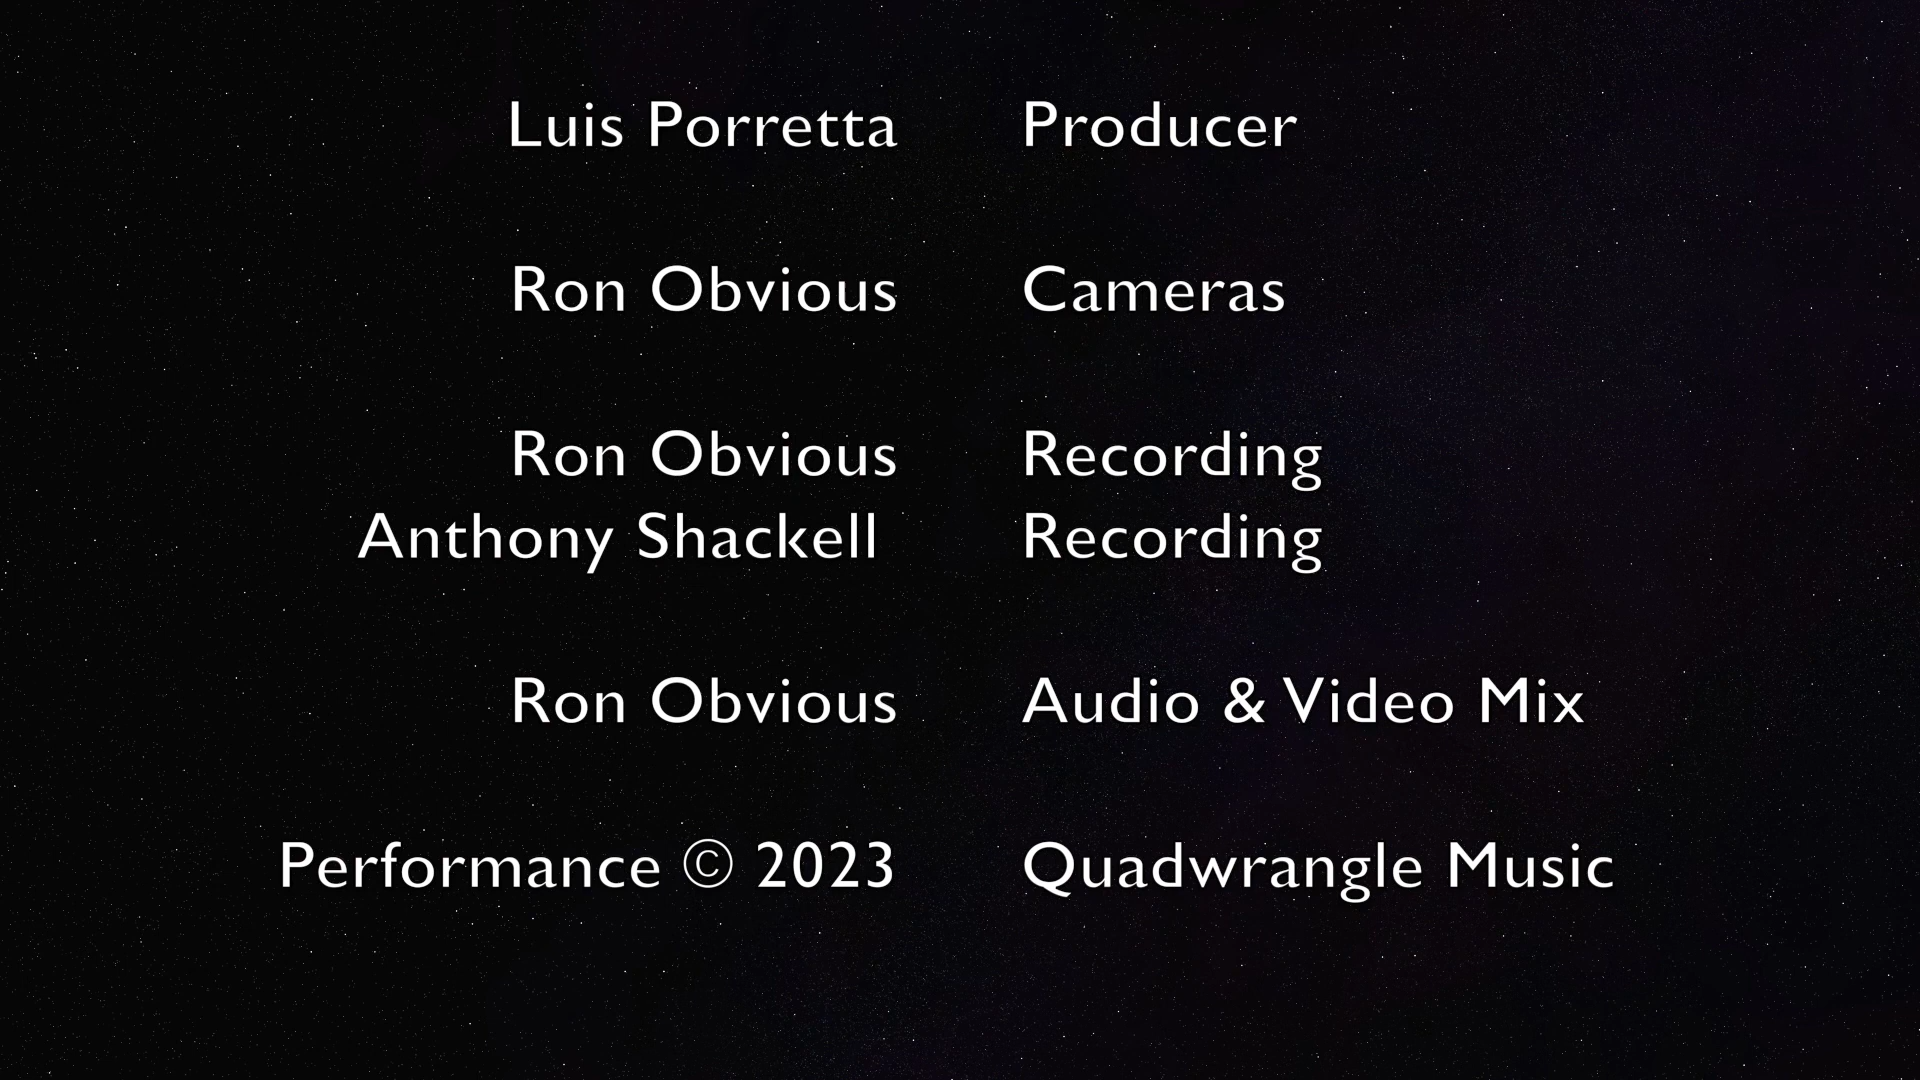 Luis Porretta Producer
Ron Obvious Cameras
Ron Obvious Recording
Anthony Shackell Recording
Ron Obvious Audio & Video Mix
Performance © 2023 Quadwrangle Music